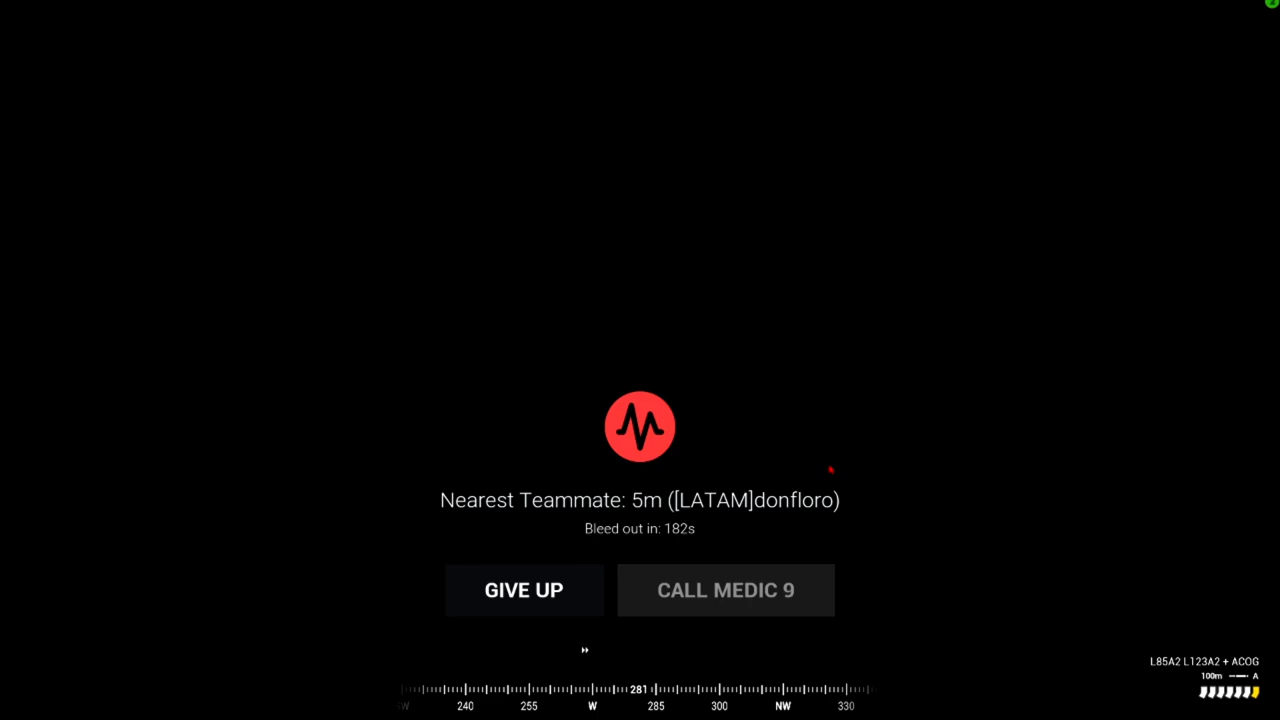 Nearest Teammate: 5m ([LATAM]donfloro)
Bleed out in: 182s
GIVE UP
CALL MEDIC 9
L85A2 L123A2 + ACOG
100m A
281
W 240 255 W 285 300 NW 330